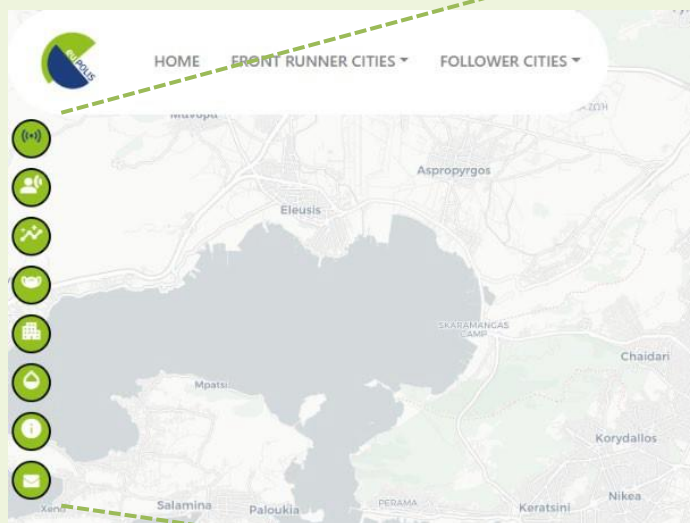 euPOLIS
HOME
FRONT RUNNER CITIES
FOLLOWER CITIES
Aspropyrgos
Eleusis
SKARAMANGAS
CAMP
Chaidari
Mpatsi
Korydallos
Nikea
Xeno
Salamina
Paloukia
PERAMA
Keratsini